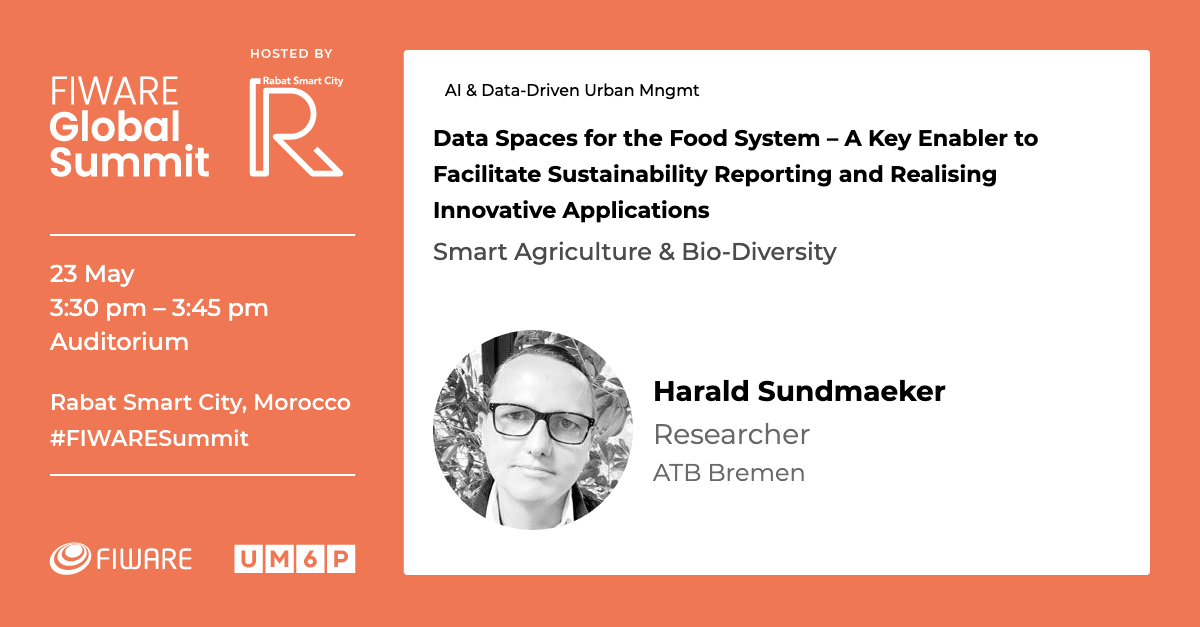 HOSTED BY
FIWARE
Global
Summit
Rabat Smart City
R
23 May
3:30 pm – 3:45 pm
Auditorium
Rabat Smart City, Morocco
#FIWARESummit
FIWARE
UM6P
AI & Data-Driven Urban Mngmt
Data Spaces for the Food System – A Key Enabler to
Facilitate Sustainability Reporting and Realising
Innovative Applications
Smart Agriculture & Bio-Diversity
Harald Sundmaeker
Researcher
ATB Bremen